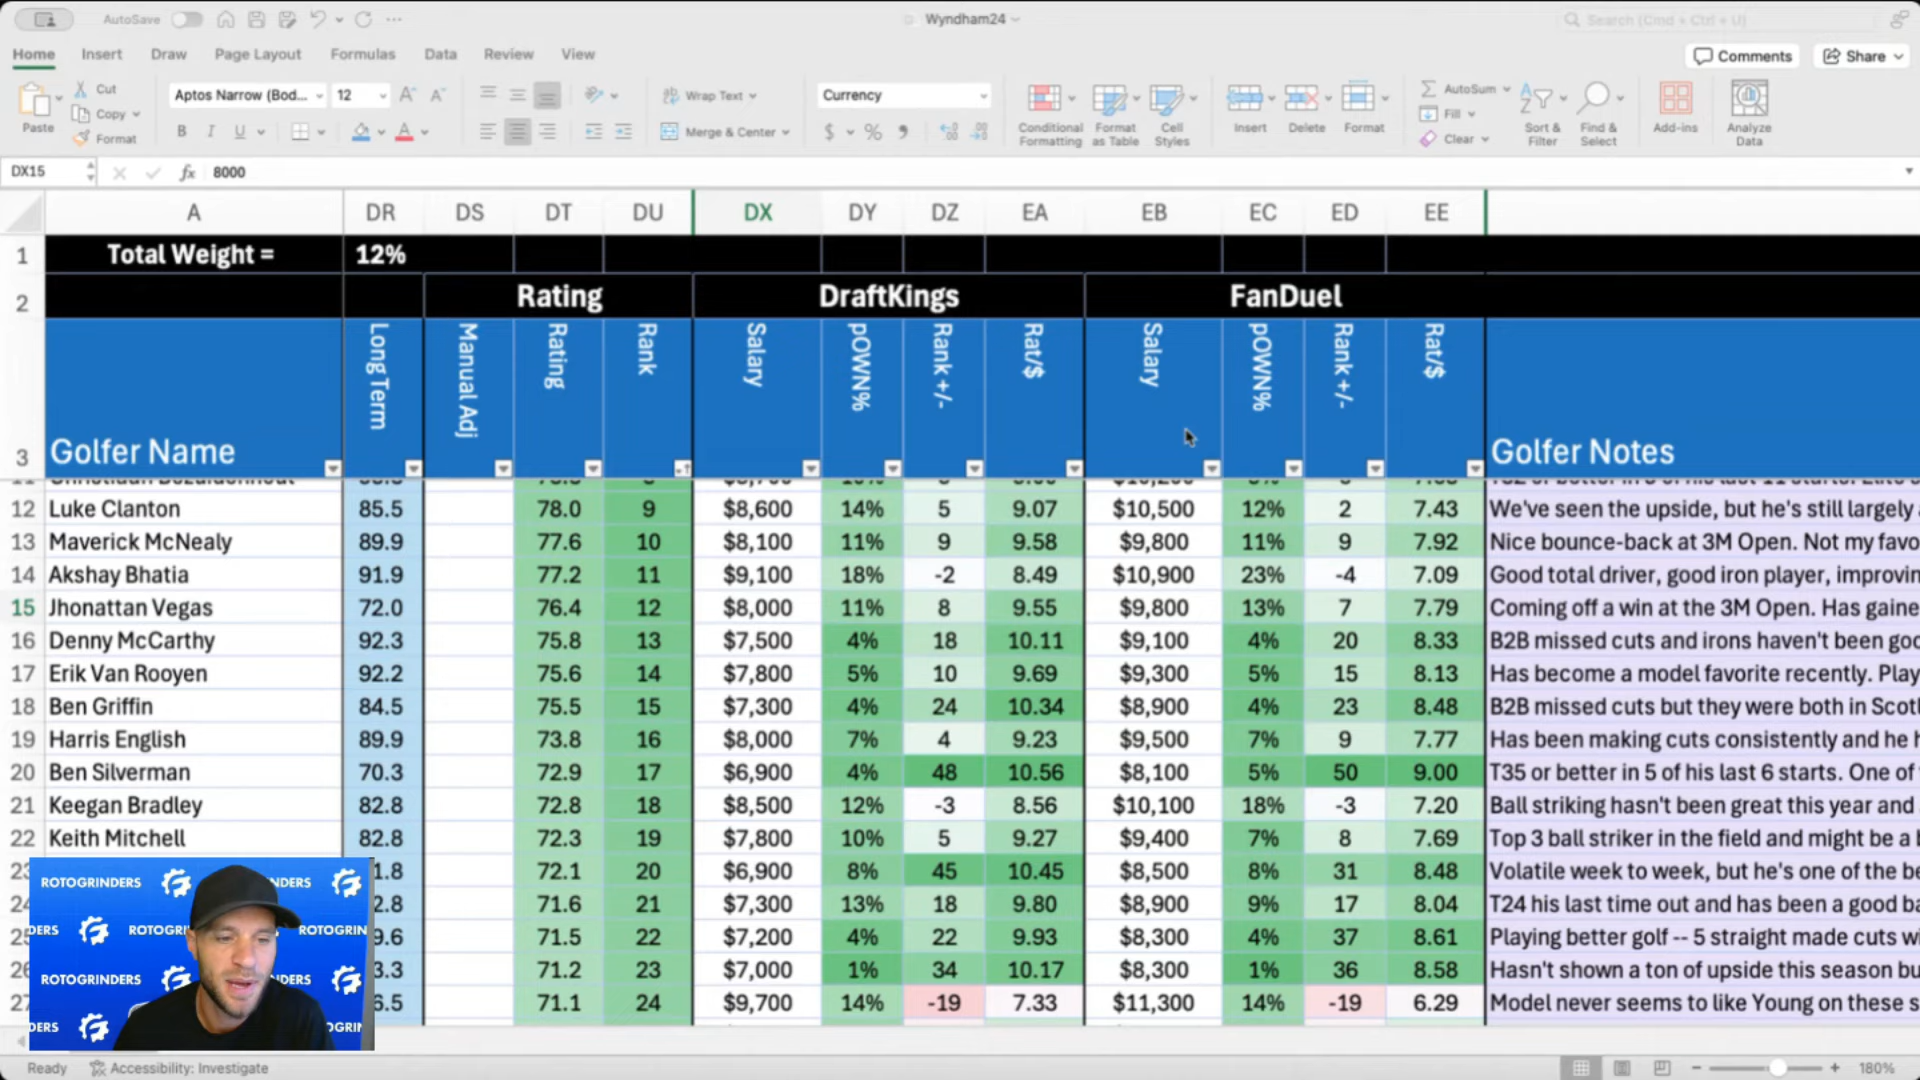 AutoSave
Wyndham24
Search (Cmd + Ctrl + U)
Home Insert Draw Page Layout Formulas Data Review View
Comments Share
Paste Cut Copy Format
Aptos Narrow (Bod... 12
B I U
Wrap Text
Merge & Center
Currency
$ %
Conditional Formatting
Format as Table
Cell Styles
Insert Delete Format
AutoSum
Fill
Clear
Sort & Filter
Find & Select
Add-ins
Analyze Data
DX15 fx 8000
A DR DS DT DU DX DY DZ EA EB EC ED EE
1 Total Weight = 12%
2 Rating DraftKings FanDuel
3 Golfer Name Long Term Manual Adj Rating Rank Salary pOWN% Rank +/- Rat/$ Salary pOWN% Rank +/- Rat/$ Golfer Notes
12 Luke Clanton 85.5 78.0 9 $8,600 14% 5 9.07 $10,500 12% 2 7.43 We've seen the upside, but he's still largely
13 Maverick McNealy 89.9 77.6 10 $8,100 11% 9 9.58 $9,800 11% 9 7.92 Nice bounce-back at 3M Open. Not my favo
14 Akshay Bhatia 91.9 77.2 11 $9,100 18% -2 8.49 $10,900 23% -4 7.09 Good total driver, good iron player, improvin
15 Jhonattan Vegas 72.0 76.4 12 $8,000 11% 8 9.55 $9,800 13% 7 7.79 Coming off a win at the 3M Open. Has gaine
16 Denny McCarthy 92.3 75.8 13 $7,500 4% 18 10.11 $9,100 4% 20 8.33 B2B missed cuts and irons haven't been goo
17 Erik Van Rooyen 92.2 75.6 14 $7,800 5% 10 9.69 $9,300 5% 15 8.13 Has become a model favorite recently. Play
18 Ben Griffin 84.5 75.5 15 $7,300 4% 24 10.34 $8,900 4% 23 8.48 B2B missed cuts but they were both in Scotl
19 Harris English 89.9 73.8 16 $8,000 7% 4 9.23 $9,500 7% 9 7.77 Has been making cuts consistently and he h
20 Ben Silverman 70.3 72.9 17 $6,900 4% 48 10.56 $8,100 5% 50 9.00 T35 or better in 5 of his last 6 starts. One of
21 Keegan Bradley 82.8 72.8 18 $8,500 12% -3 8.56 $10,100 18% -3 7.20 Ball striking hasn't been great this year and
22 Keith Mitchell 82.8 72.3 19 $7,800 10% 5 9.27 $9,400 7% 8 7.69 Top 3 ball striker in the field and might be a
1.8 72.1 20 $6,900 8% 45 10.45 $8,500 8% 31 8.48 Volatile week to week, but he's one of the be
2.8 71.6 21 $7,300 13% 18 9.80 $8,900 9% 17 8.04 T24 his last time out and has been a good ba
9.6 71.5 22 $7,200 4% 22 9.93 $8,300 4% 37 8.61 Playing better golf -- 5 straight made cuts wi
3.3 71.2 23 $7,000 1% 34 10.17 $8,300 1% 36 8.58 Hasn't shown a ton of upside this season bu
6.5 71.1 24 $9,700 14% -19 7.33 $11,300 14% -19 6.29 Model never seems to like Young on these s
ROTOGRINDERS NDERS
DERS ROTOGRI ROTOGRIN
ROTOGRINDERS NDERS
DERS OGRIN
Ready Accessibility: Investigate 180%